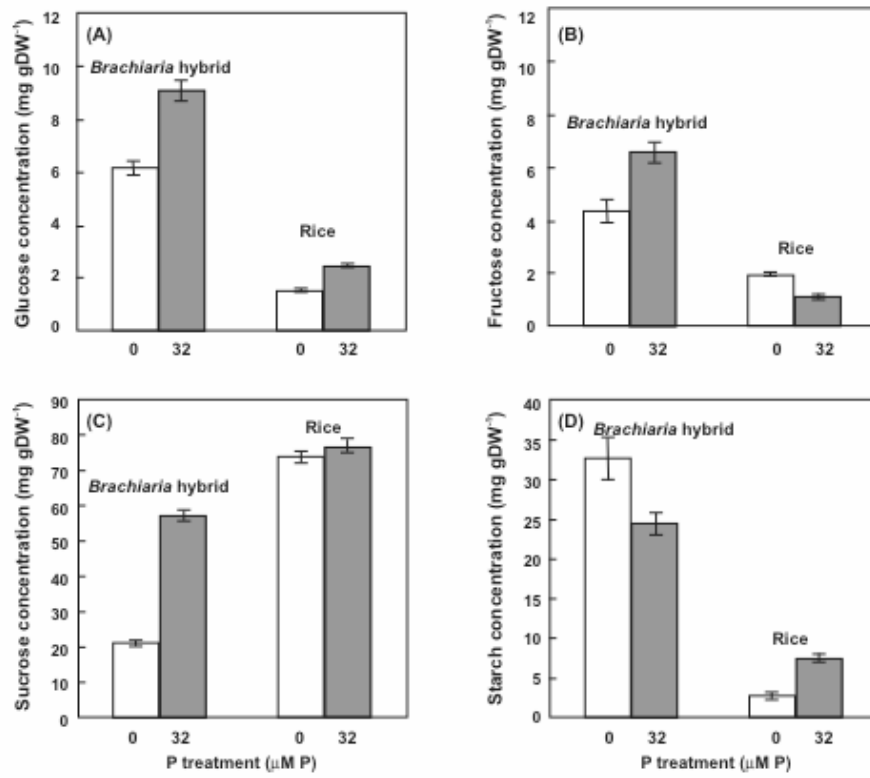 (A)
Brachiaria hybrid
Rice
Glucose concentration (mg gDW⁻¹)
12
10
8
6
4
2
0
0 32 0 32
(B)
Brachiaria hybrid
Rice
Fructose concentration (mg gDW⁻¹)
12
10
8
6
4
2
0
0 32 0 32
(C)
Brachiaria hybrid
Rice
Sucrose concentration (mg gDW⁻¹)
90
80
70
60
50
40
30
20
10
0
0 32 0 32
P treatment (μM P)
(D)
Brachiaria hybrid
Rice
Starch concentration (mg gDW⁻¹)
40
35
30
25
20
15
10
5
0
0 32 0 32
P treatment (μM P)